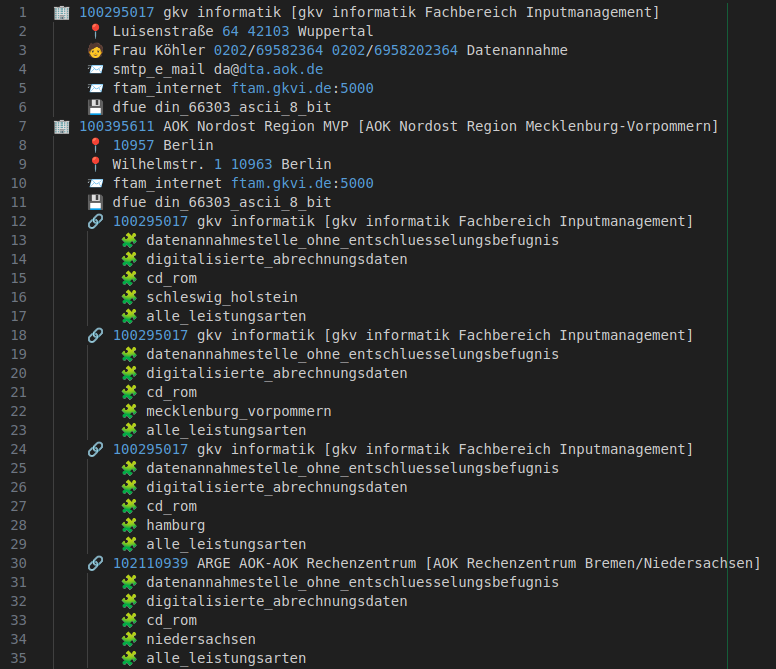 1 🏢 100295017 gkv informatik [gkv informatik Fachbereich Inputmanagement]
2 📍 Luisenstraße 64 42103 Wuppertal
3 🧑 Frau Köhler 0202/69582364 0202/6958202364 Datenannahme
4 📨 smtp_e_mail da@dta.aok.de
5 📨 ftam_internet ftam.gkvi.de:5000
6 💾 dfue din_66303_ascii_8_bit
7 🏢 100395611 AOK Nordost Region MVP [AOK Nordost Region Mecklenburg-Vorpommern]
8 📍 10957 Berlin
9 📍 Wilhelmstr. 1 10963 Berlin
10 📨 ftam_internet ftam.gkvi.de:5000
11 💾 dfue din_66303_ascii_8_bit
12 🔗 100295017 gkv informatik [gkv informatik Fachbereich Inputmanagement]
13 🧩 datenannahmestelle_ohne_entschluesselungsbefugnis
14 🧩 digitalisierte_abrechnungsdaten
15 🧩 cd_rom
16 🧩 schleswig_holstein
17 🧩 alle_leistungsarten
18 🔗 100295017 gkv informatik [gkv informatik Fachbereich Inputmanagement]
19 🧩 datenannahmestelle_ohne_entschluesselungsbefugnis
20 🧩 digitalisierte_abrechnungsdaten
21 🧩 cd_rom
22 🧩 mecklenburg_vorpommern
23 🧩 alle_leistungsarten
24 🔗 100295017 gkv informatik [gkv informatik Fachbereich Inputmanagement]
25 🧩 datenannahmestelle_ohne_entschluesselungsbefugnis
26 🧩 digitalisierte_abrechnungsdaten
27 🧩 cd_rom
28 🧩 hamburg
29 🧩 alle_leistungsarten
30 🔗 102110939 ARGE AOK-AOK Rechenzentrum [AOK Rechenzentrum Bremen/Niedersachsen]
31 🧩 datenannahmestelle_ohne_entschluesselungsbefugnis
32 🧩 digitalisierte_abrechnungsdaten
33 🧩 cd_rom
34 🧩 niedersachsen
35 🧩 alle_leistungsarten